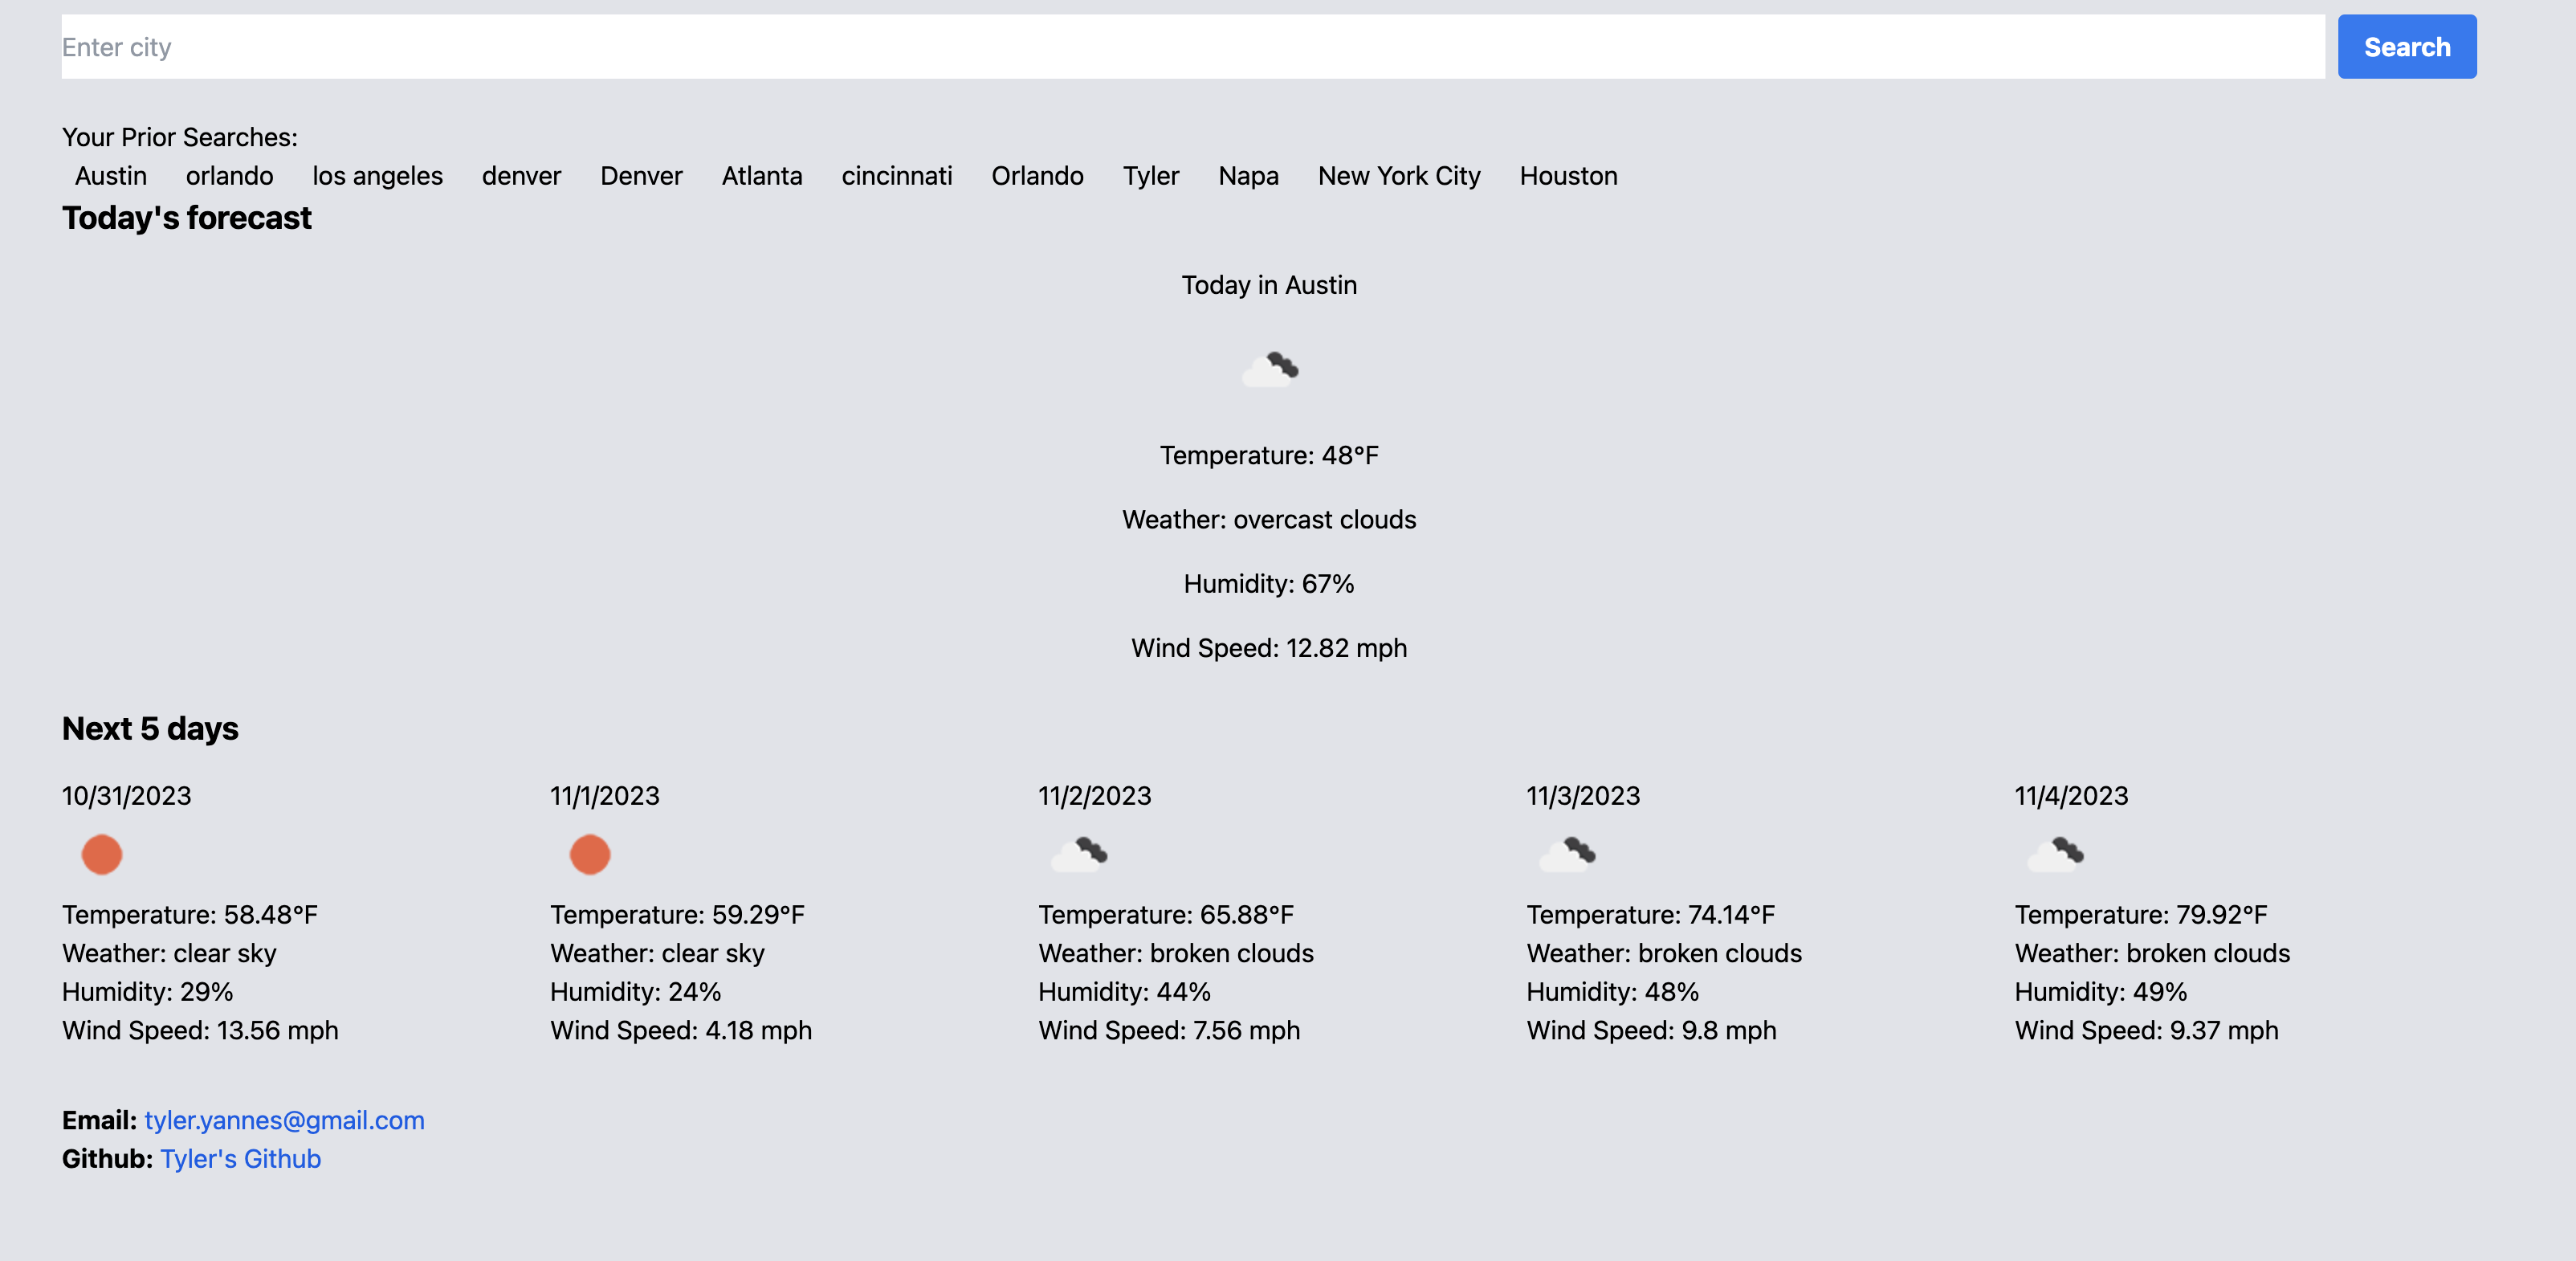 Enter city
Search
Your Prior Searches:
Austin orlando los angeles denver Denver Atlanta cincinnati Orlando Tyler Napa New York City Houston
Today's forecast
Today in Austin
Temperature: 48°F
Weather: overcast clouds
Humidity: 67%
Wind Speed: 12.82 mph
Next 5 days
10/31/2023
Temperature: 58.48°F
Weather: clear sky
Humidity: 29%
Wind Speed: 13.56 mph
11/1/2023
Temperature: 59.29°F
Weather: clear sky
Humidity: 24%
Wind Speed: 4.18 mph
11/2/2023
Temperature: 65.88°F
Weather: broken clouds
Humidity: 44%
Wind Speed: 7.56 mph
11/3/2023
Temperature: 74.14°F
Weather: broken clouds
Humidity: 48%
Wind Speed: 9.8 mph
11/4/2023
Temperature: 79.92°F
Weather: broken clouds
Humidity: 49%
Wind Speed: 9.37 mph
Email: tyler.yannes@gmail.com
Github: Tyler's Github